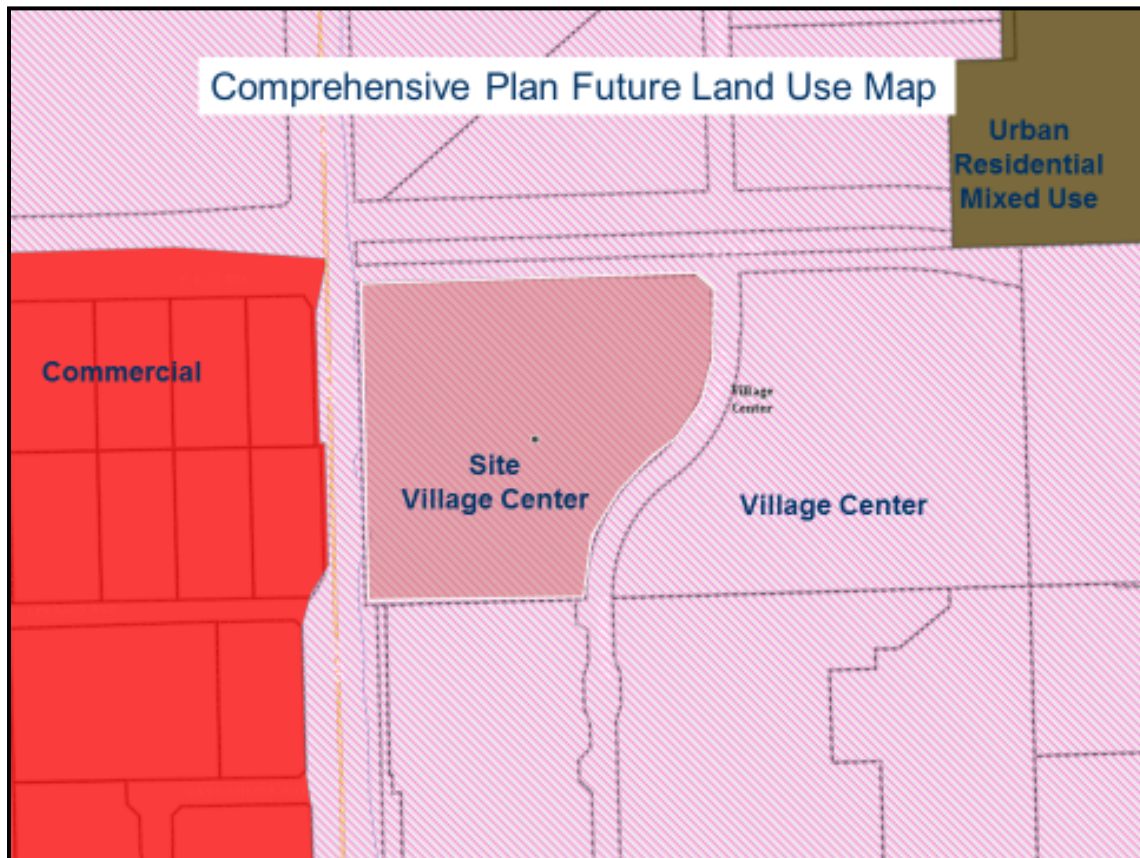 Comprehensive Plan Future Land Use Map
Urban
Residential
Mixed Use
Commercial
Village
Center
Site
Village Center
Village Center